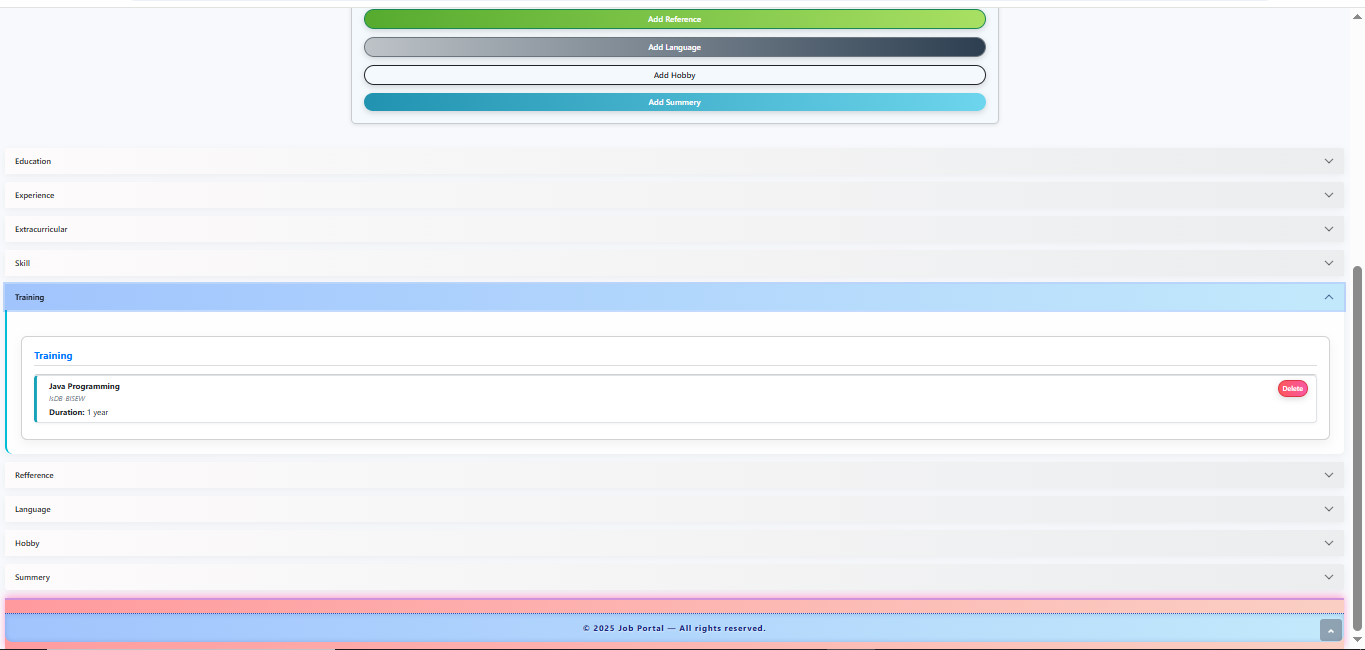 Add Reference
Add Language
Add Hobby
Add Summery
Education
Experience
Extracurricular
Skill
Training
Training
Java Programming
IsDB-BISEW
Delete
Duration: 1 year
Refference
Language
Hobby
Summery
© 2025 Job Portal — All rights reserved.